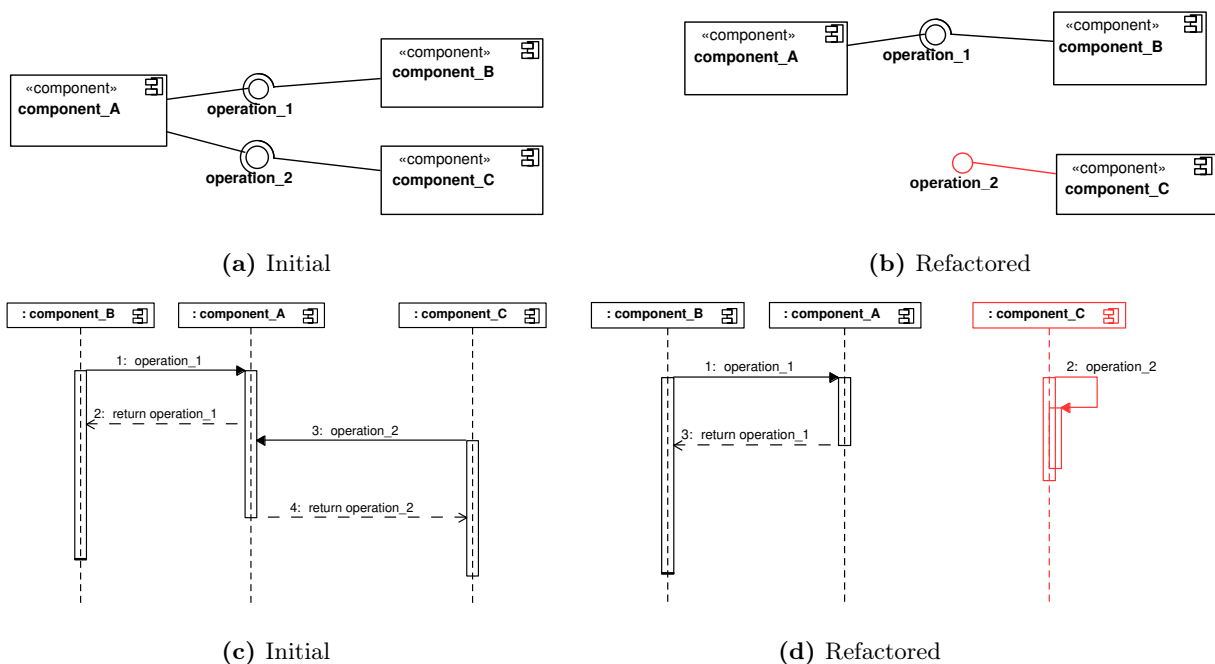 «component»
component_A
operation_1
«component»
component_B
operation_2
«component»
component_C
(a) Initial
«component»
component_A
operation_1
«component»
component_B
operation_2
«component»
component_C
(b) Refactored
: component_B
: component_A
: component_C
1: operation_1
2: return operation_1
3: operation_2
4: return operation_2
(c) Initial
: component_B
: component_A
: component_C
1: operation_1
2: operation_2
3: return operation_1
(d) Refactored